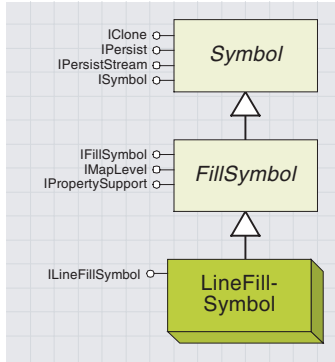 IClone
IPersist
IPersistStream
ISymbol
Symbol
IFillSymbol
IMapLevel
IPropertySupport
FillSymbol
ILineFillSymbol
LineFill-
Symbol